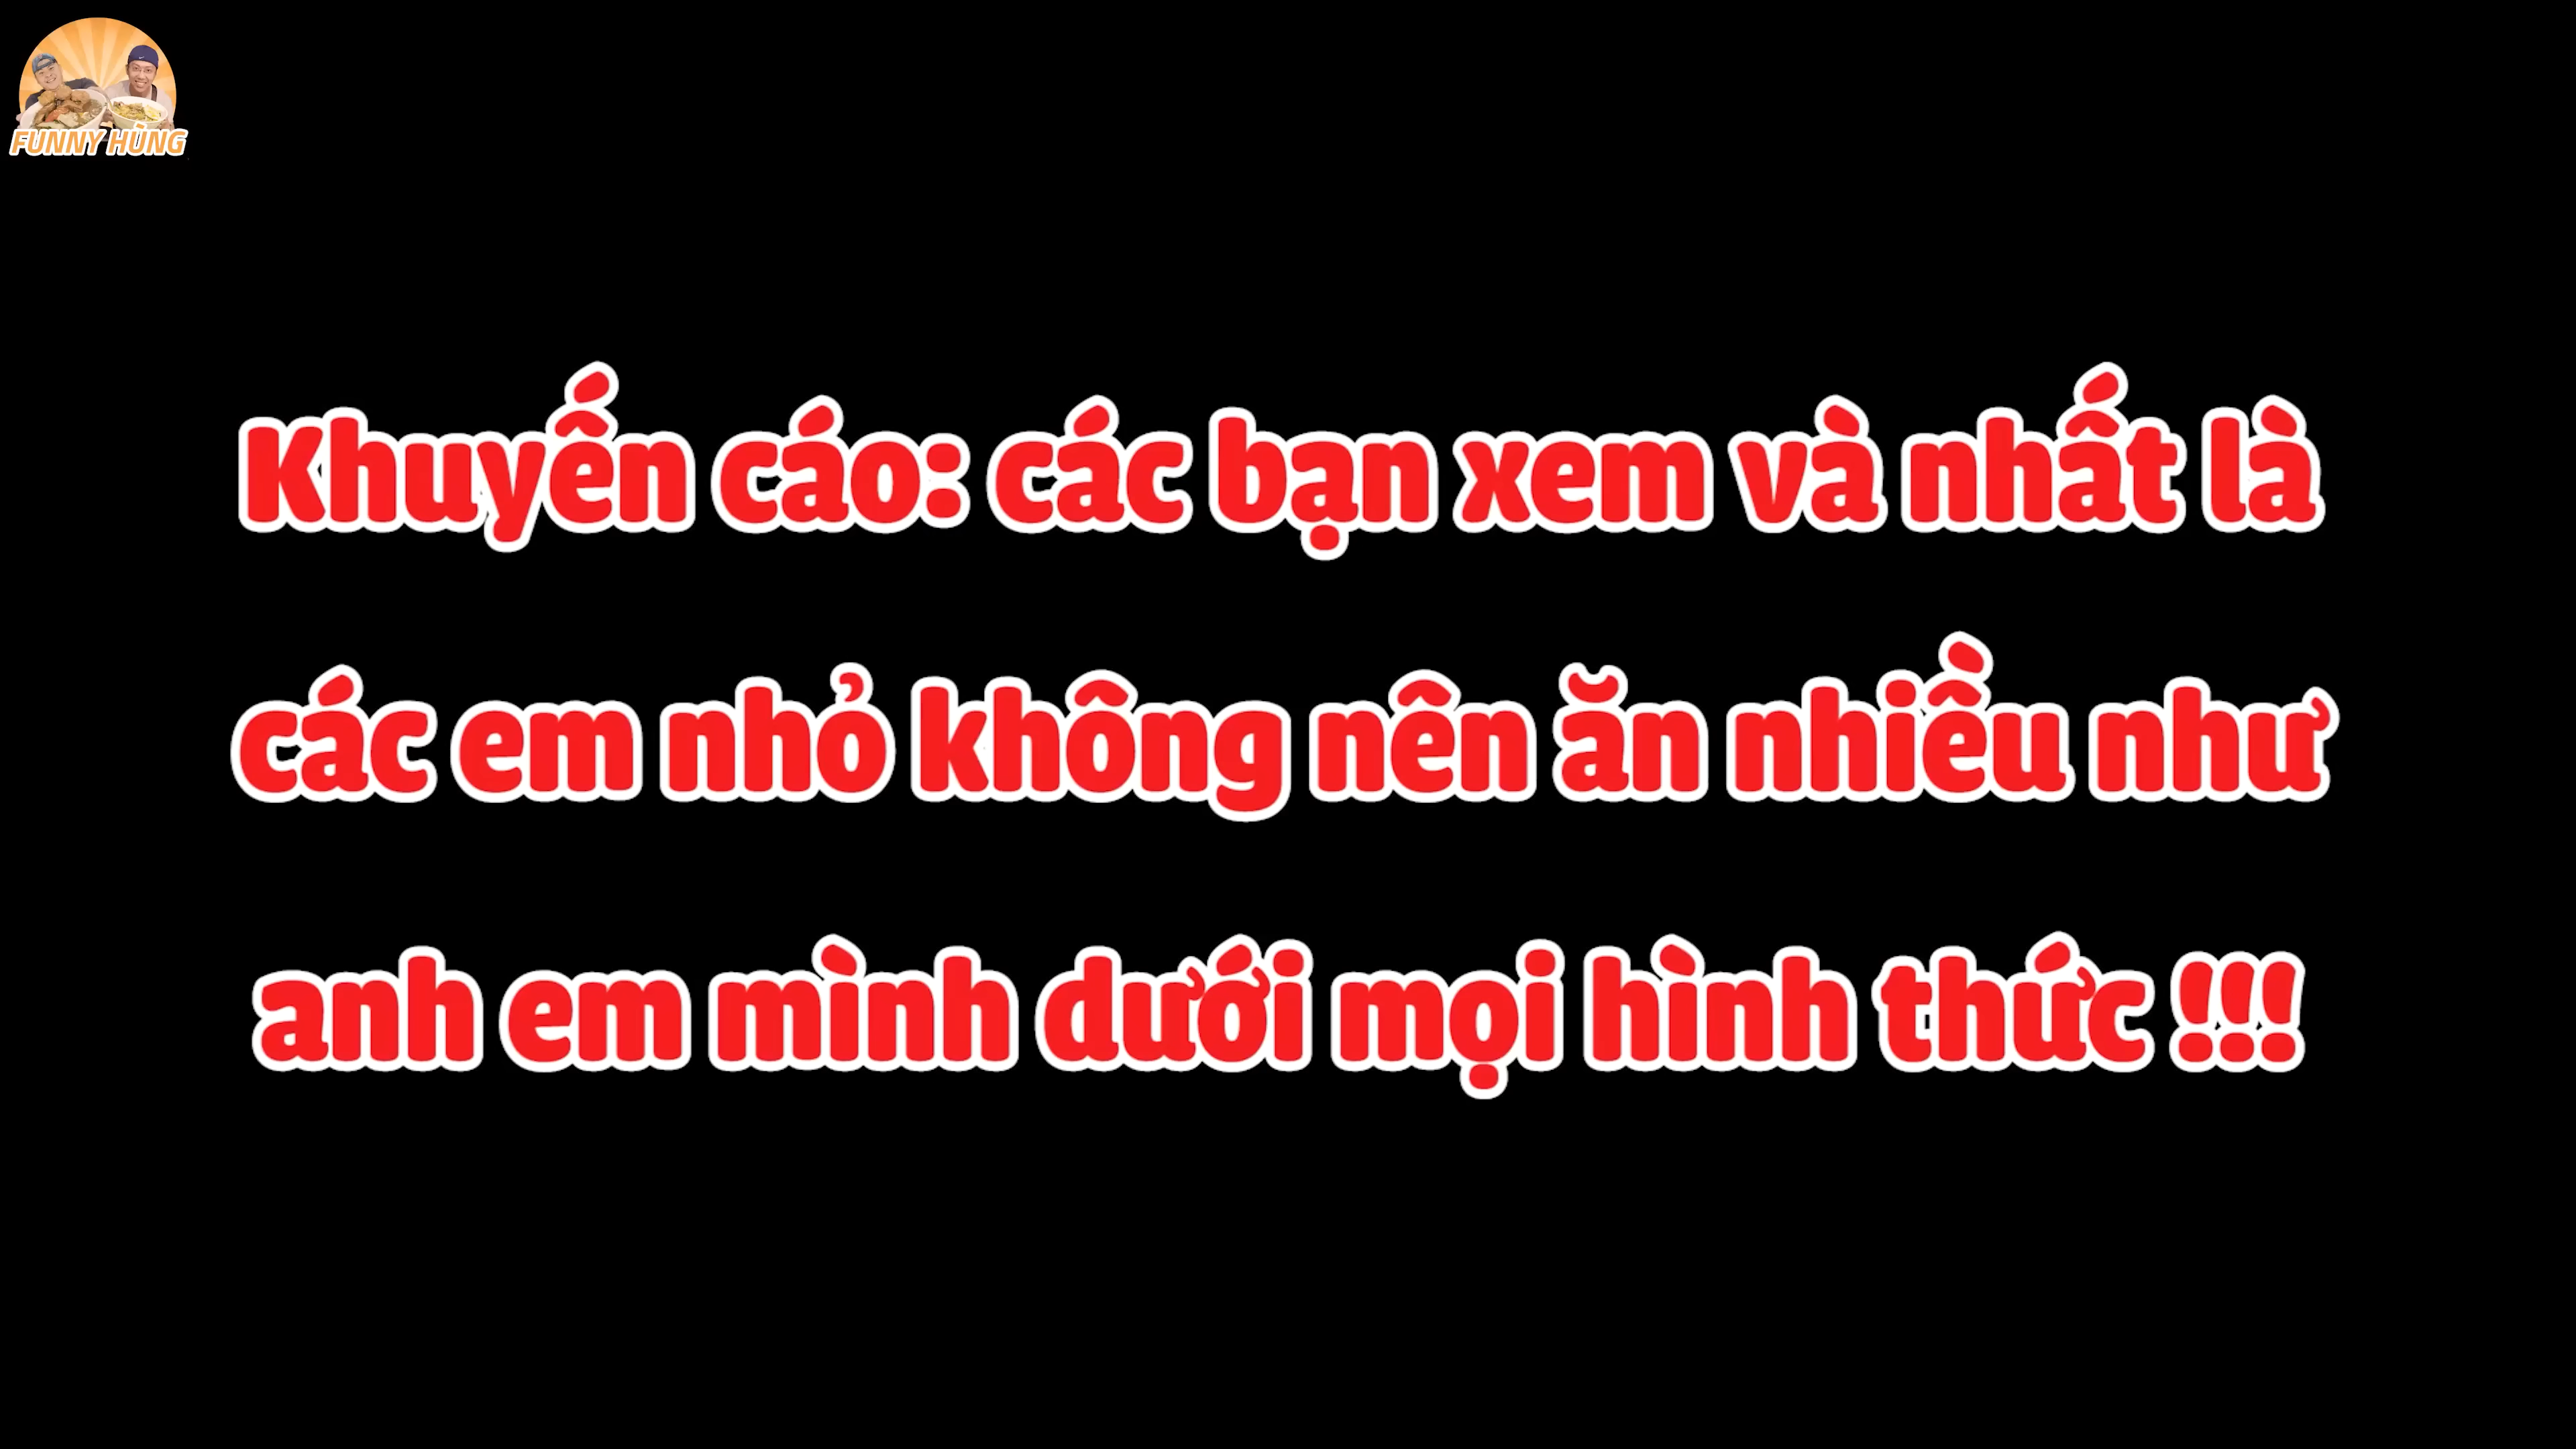 FUNNY HÙNG
Khuyến cáo: các bạn xem và nhất là
các em nhỏ không nên ăn nhiều như
anh em mình dưới mọi hình thức !!!